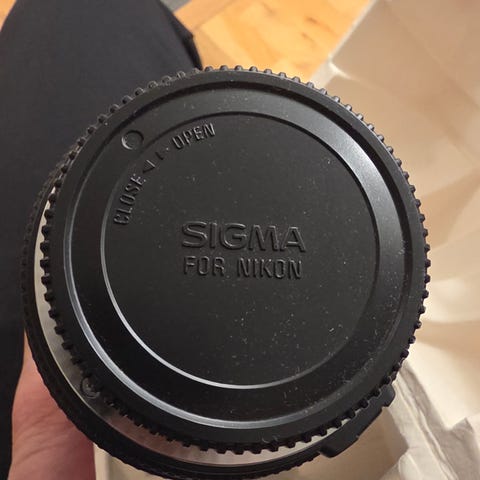 CLOSE ◄ I · OPEN
SIGMA
FOR NIKON